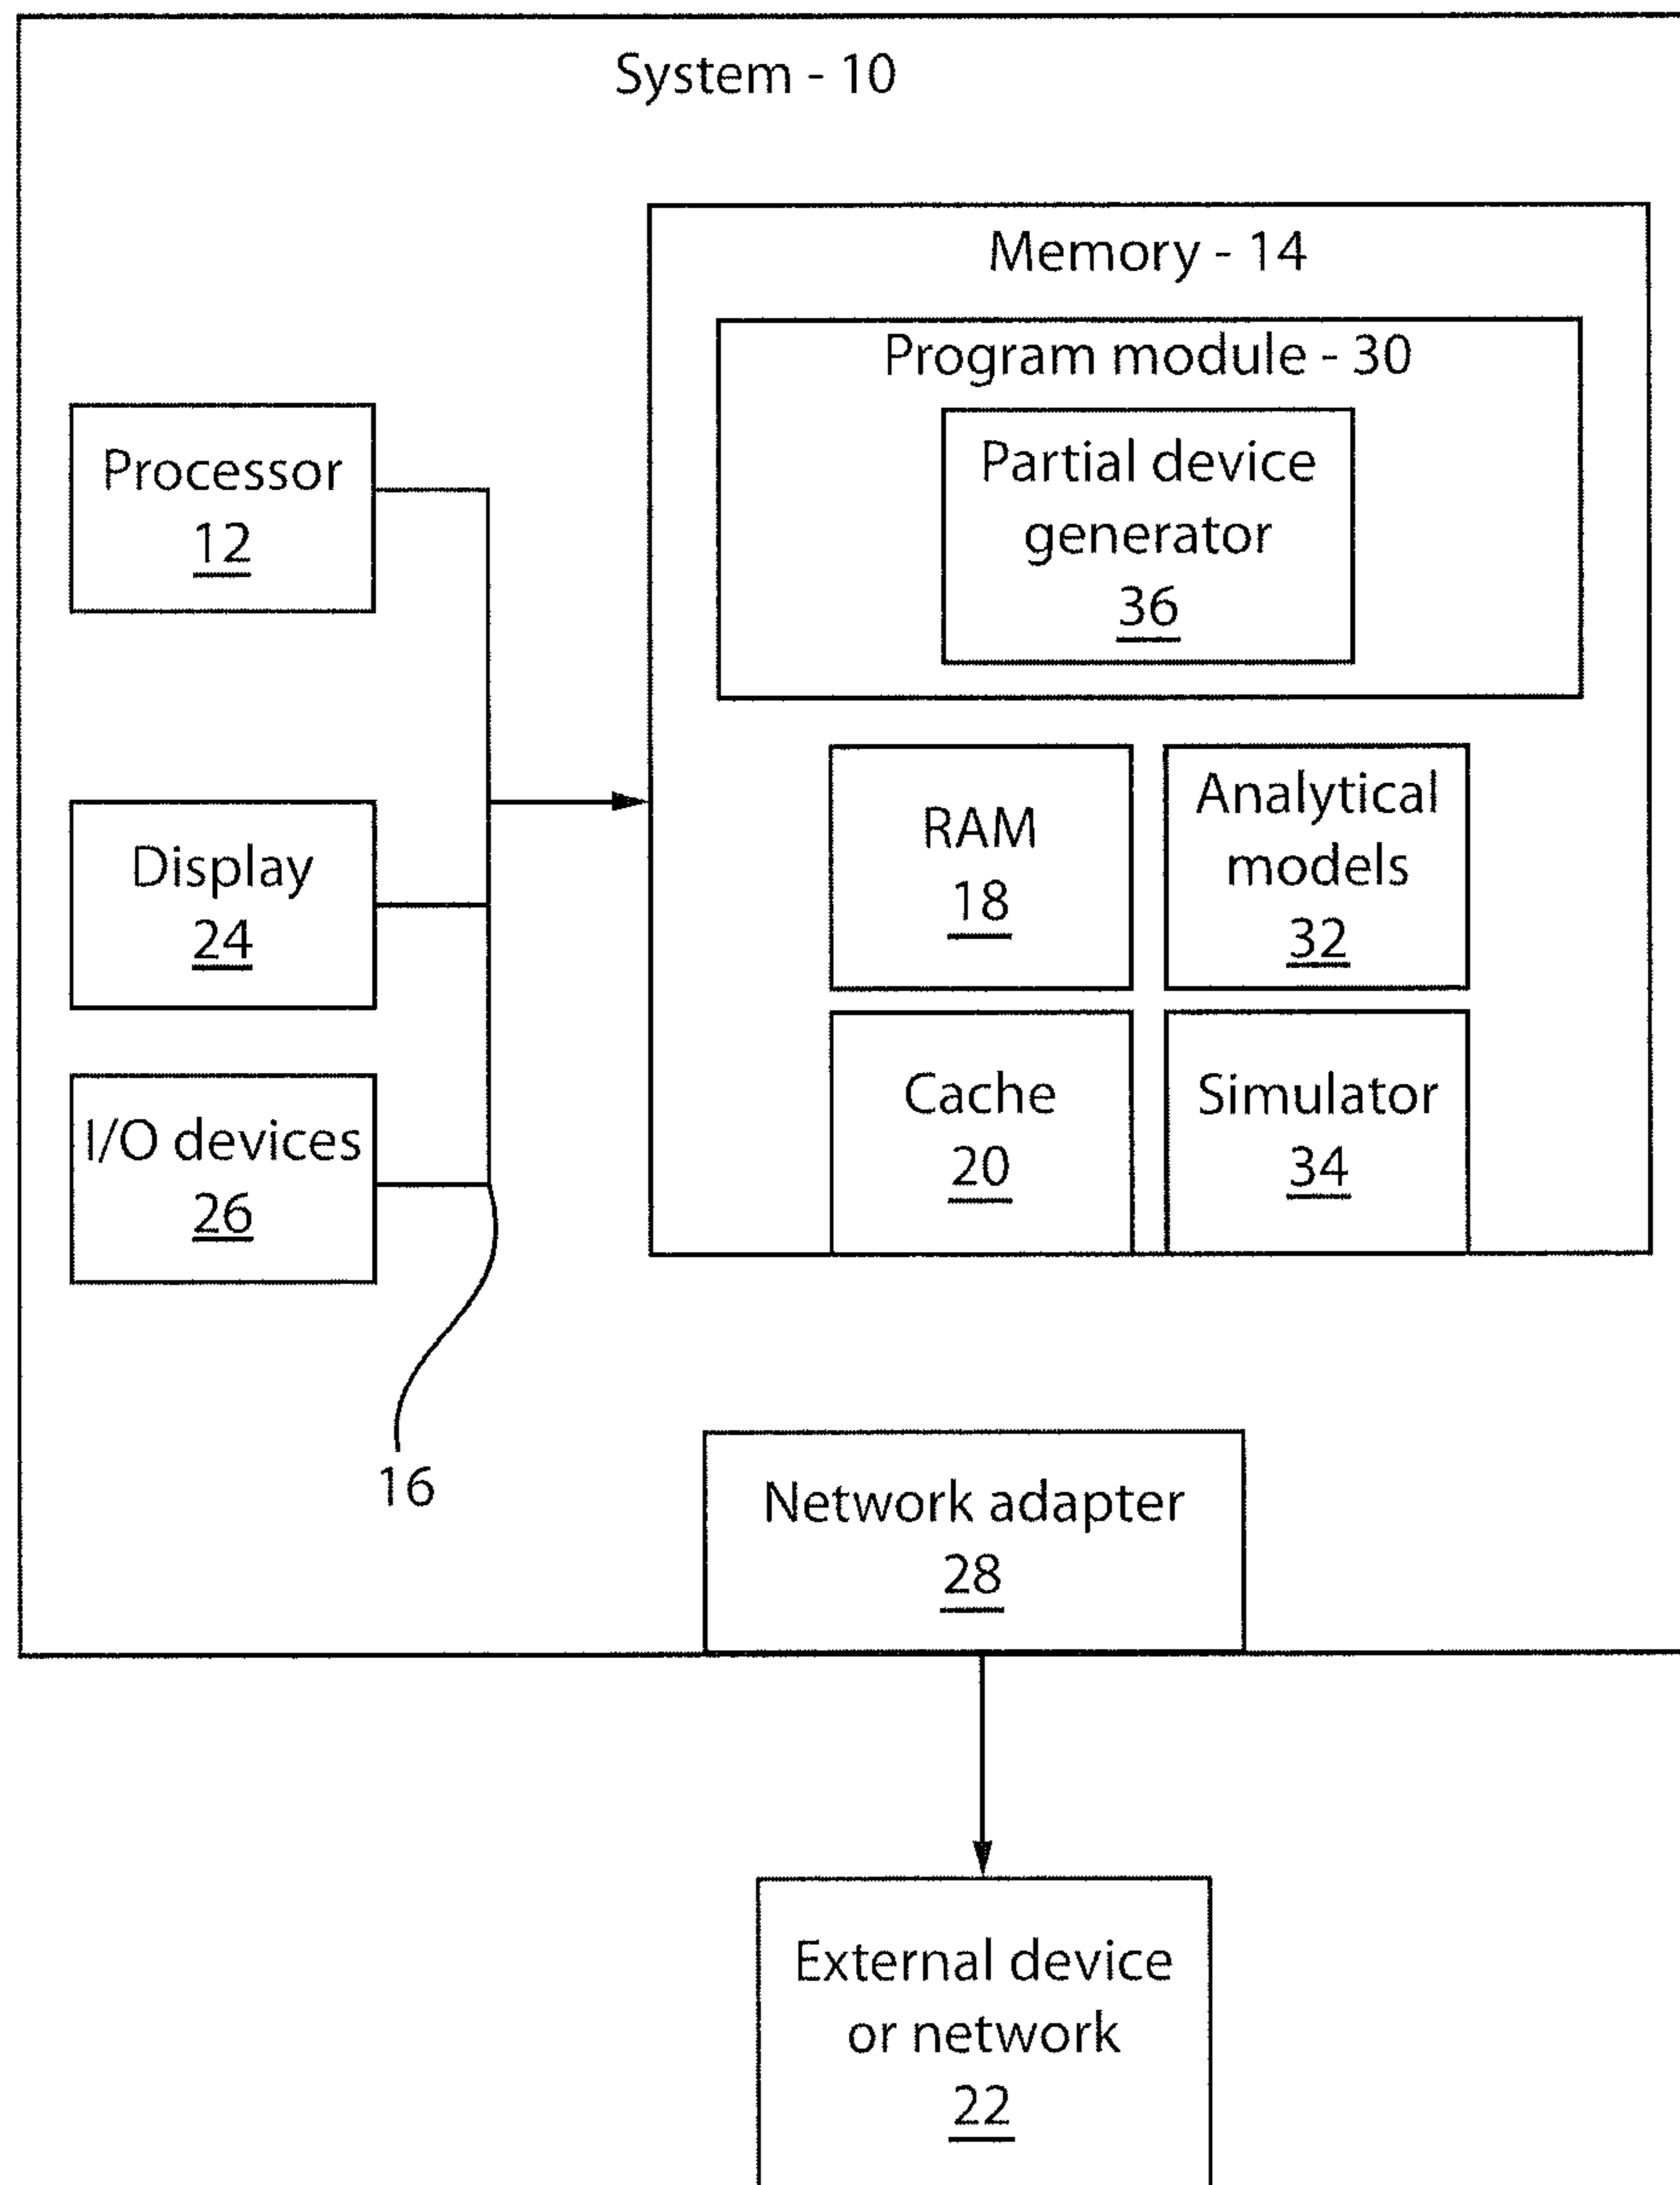 System - 10
Memory - 14
Program module - 30
Partial device
generator
36
Processor
12
RAM
18
Analytical
models
32
Display
24
Cache
20
Simulator
34
I/O devices
26
16
Network adapter
28
External device
or network
22